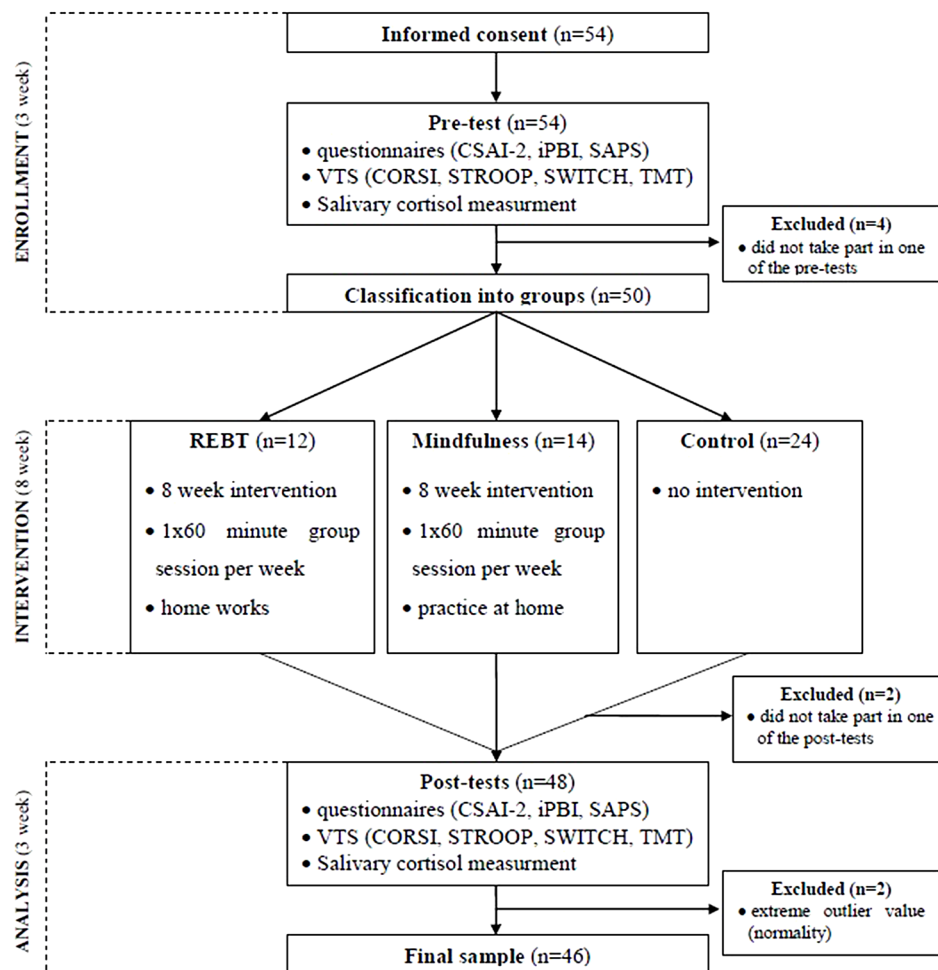 Informed consent (n=54)
ENROLLMENT (3 week)
Pre-test (n=54)
• questionnaires (CSAI-2, iPBI, SAPS)
• VTS (CORSI, STROOP, SWITCH, TMT)
• Salivary cortisol measurment
Excluded (n=4)
• did not take part in one
of the pre-tests
Classification into groups (n=50)
INTERVENTION (8 week)
REBT (n=12)
• 8 week intervention
• 1x60 minute group
session per week
• home works
Mindfulness (n=14)
• 8 week intervention
• 1x60 minute group
session per week
• practice at home
Control (n=24)
• no intervention
Excluded (n=2)
• did not take part in one
of the post-tests
ANALYSIS (3 week)
Post-tests (n=48)
• questionnaires (CSAI-2, iPBI, SAPS)
• VTS (CORSI, STROOP, SWITCH, TMT)
• Salivary cortisol measurment
Excluded (n=2)
• extreme outlier value
(normality)
Final sample (n=46)